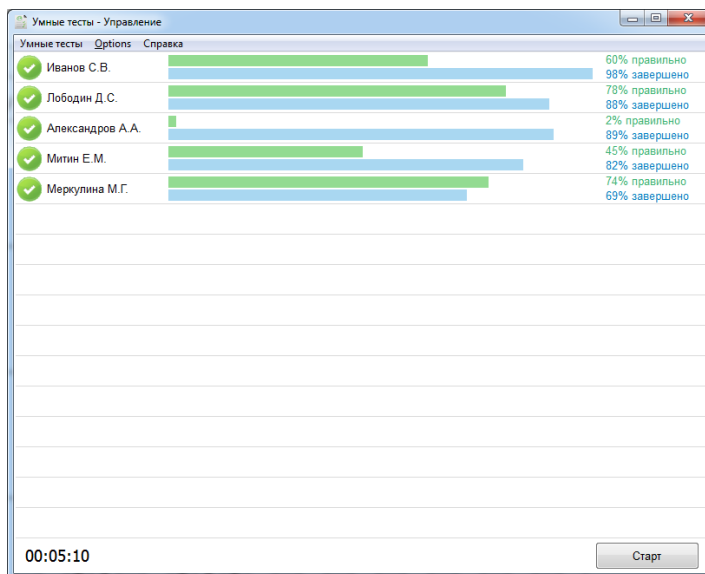 Умные тесты - Управление
Умные тесты Options Справка
Иванов С.В.
60% правильно
98% завершено
Лободин Д.С.
78% правильно
88% завершено
Александров А.А.
2% правильно
89% завершено
Митин Е.М.
45% правильно
82% завершено
Меркулина М.Г.
74% правильно
69% завершено
00:05:10 Старт